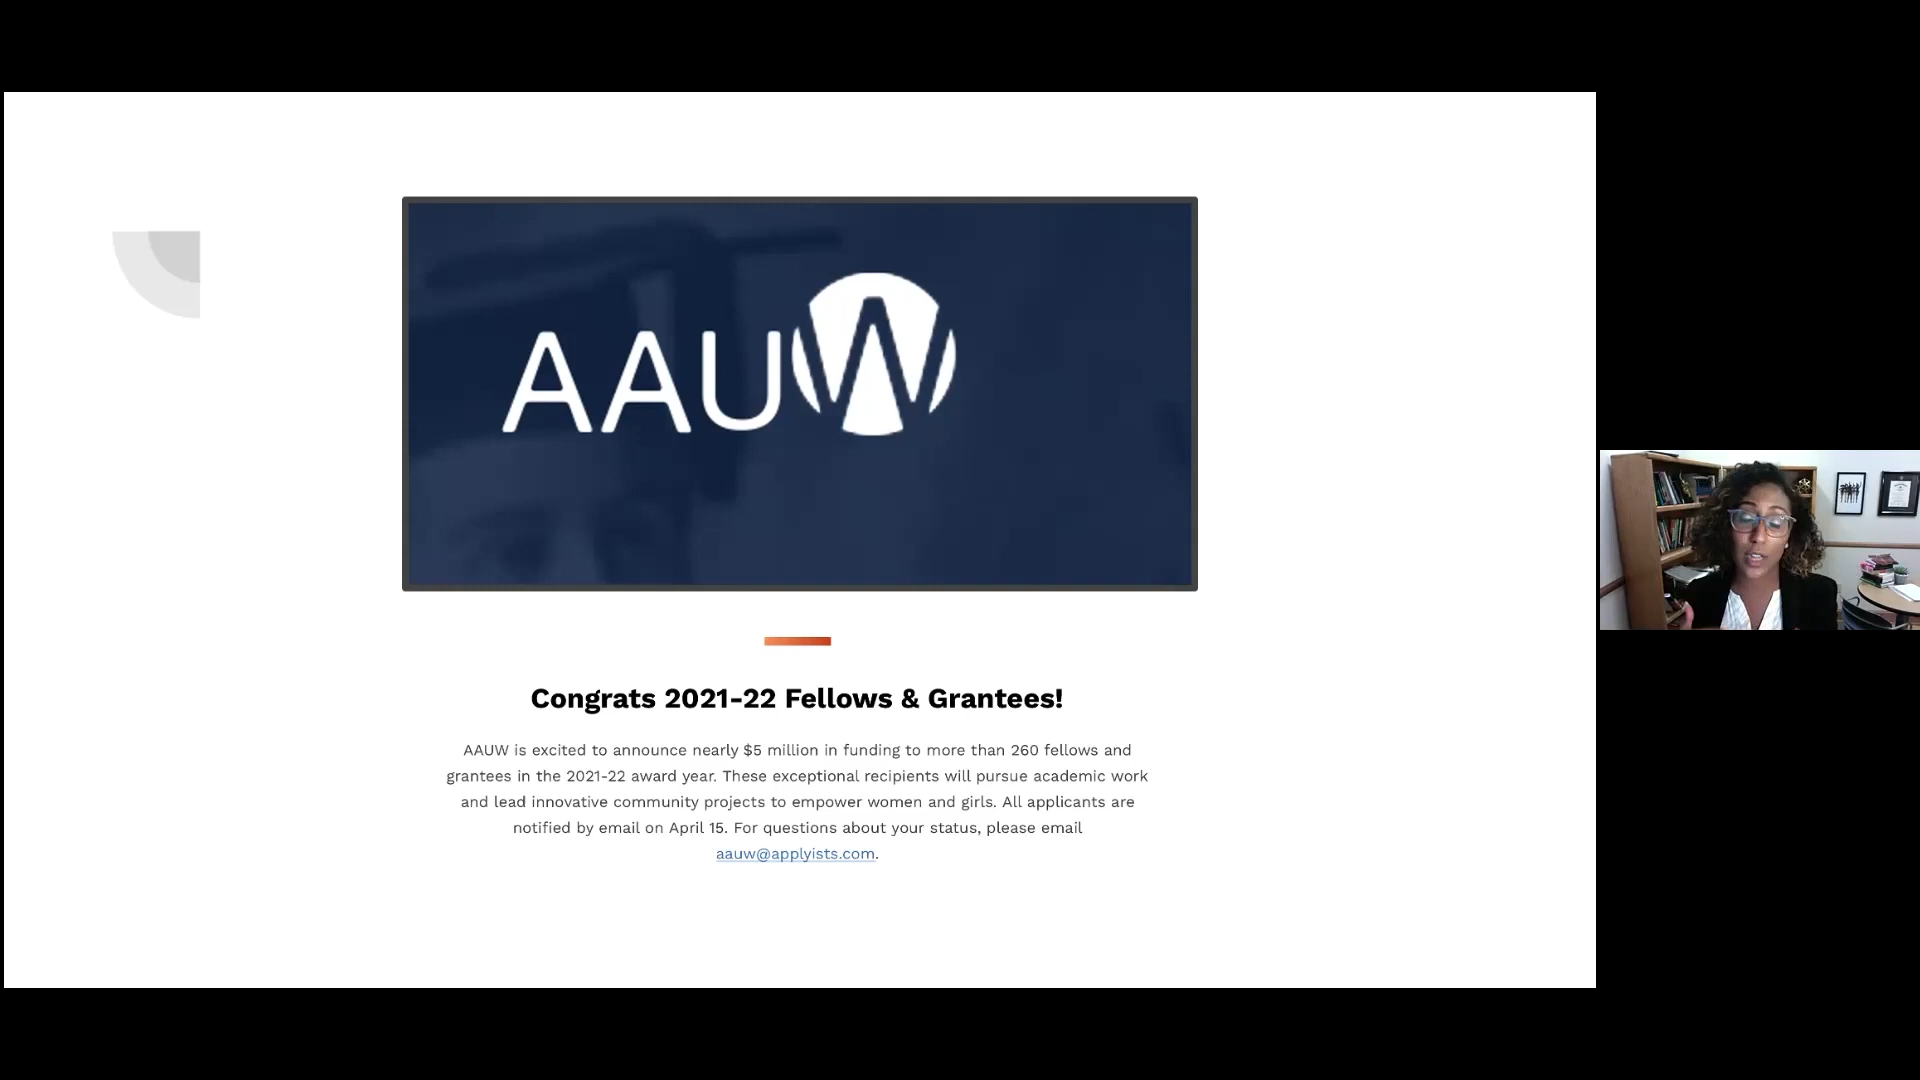 AAUW
Congrats 2021-22 Fellows & Grantees!
AAUW is excited to announce nearly $5 million in funding to more than 260 fellows and
grantees in the 2021-22 award year. These exceptional recipients will pursue academic work
and lead innovative community projects to empower women and girls. All applicants are
notified by email on April 15. For questions about your status, please email
aauw@applyists.com.